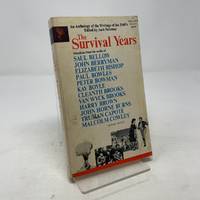 An Anthology of the Writings of the 1940's
Edited by Jack Salzman
The
Survival Years
Selections from the works of
SAUL BELLOW
JOHN BERRYMAN
ELIZABETH BISHOP
PAUL BOWLES
PETER BOWMAN
KAY BOYLE
CLEANTH BROOKS
VAN WYCK BROOKS
HARRY BROWN
JOHN HORNE BURNS
TRUMAN CAPOTE
MALCOLM COWLEY